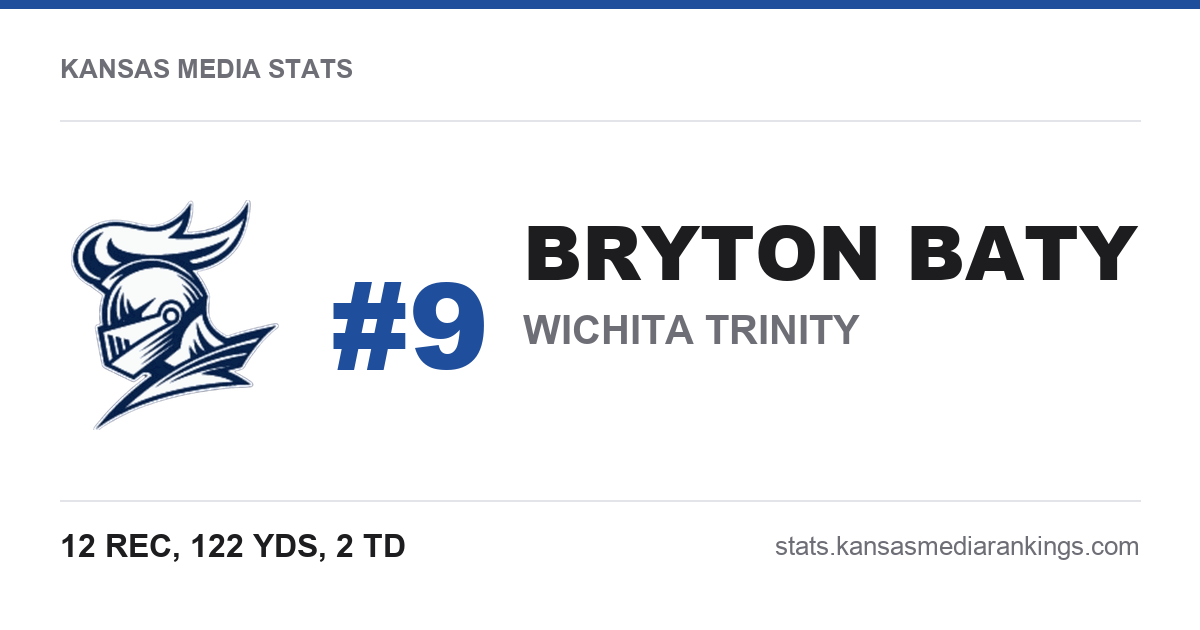 KANSAS MEDIA STATS
#9
BRYTON BATY
WICHITA TRINITY
12 REC, 122 YDS, 2 TD
stats.kansasmediarankings.com